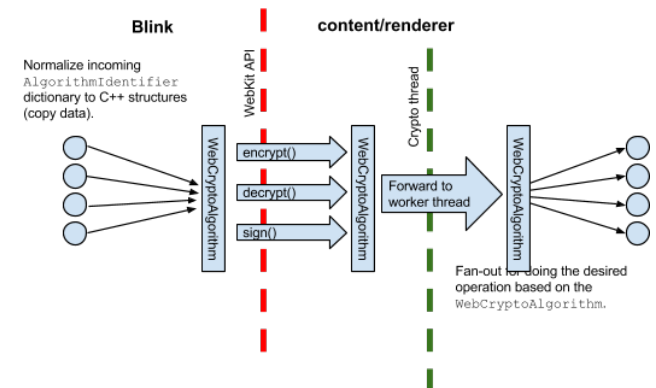 Blink
content/renderer
Normalize incoming
AlgorithmIdentifier
dictionary to C++ structures
(copy data).
WebKit API
Crypto thread
WebCryptoAlgorithm
encrypt()
decrypt()
sign()
WebCryptoAlgorithm
Forward to
worker thread
WebCryptoAlgorithm
Fan-out for doing the desired
operation based on the
WebCryptoAlgorithm.